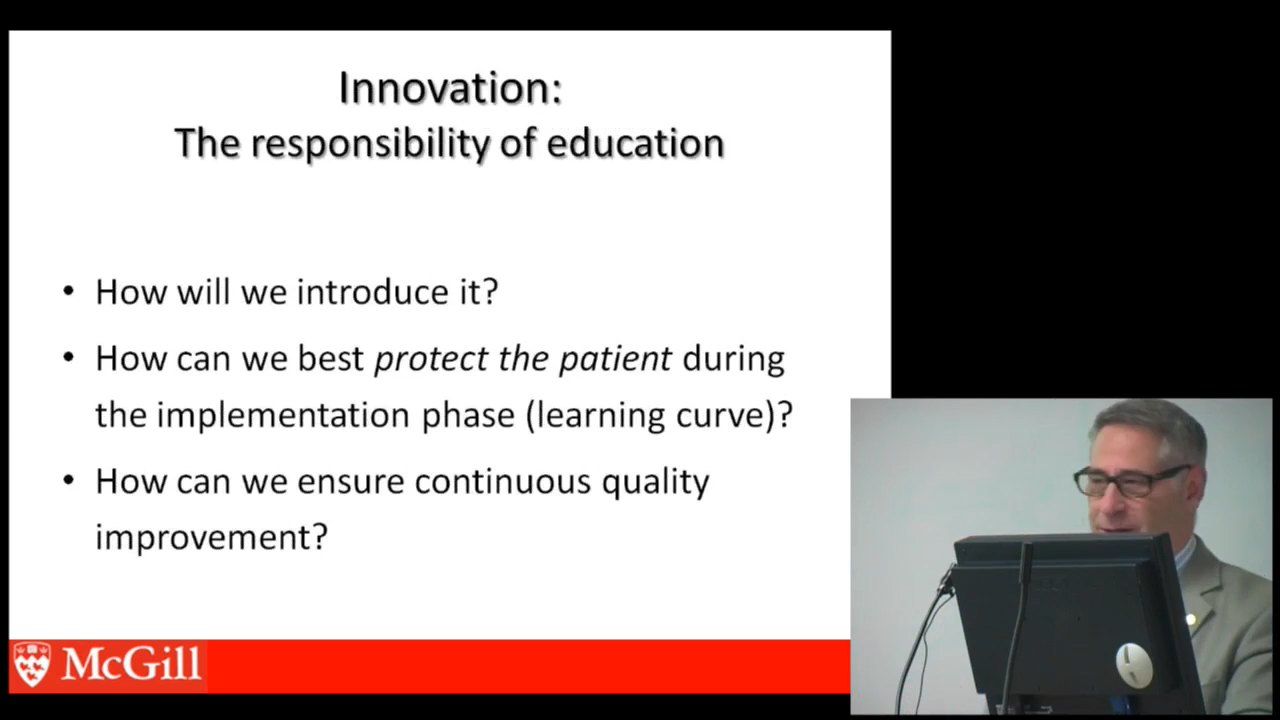 Innovation:
The responsibility of education
• How will we introduce it?
• How can we best protect the patient during
the implementation phase (learning curve)?
• How can we ensure continuous quality
improvement?
McGill